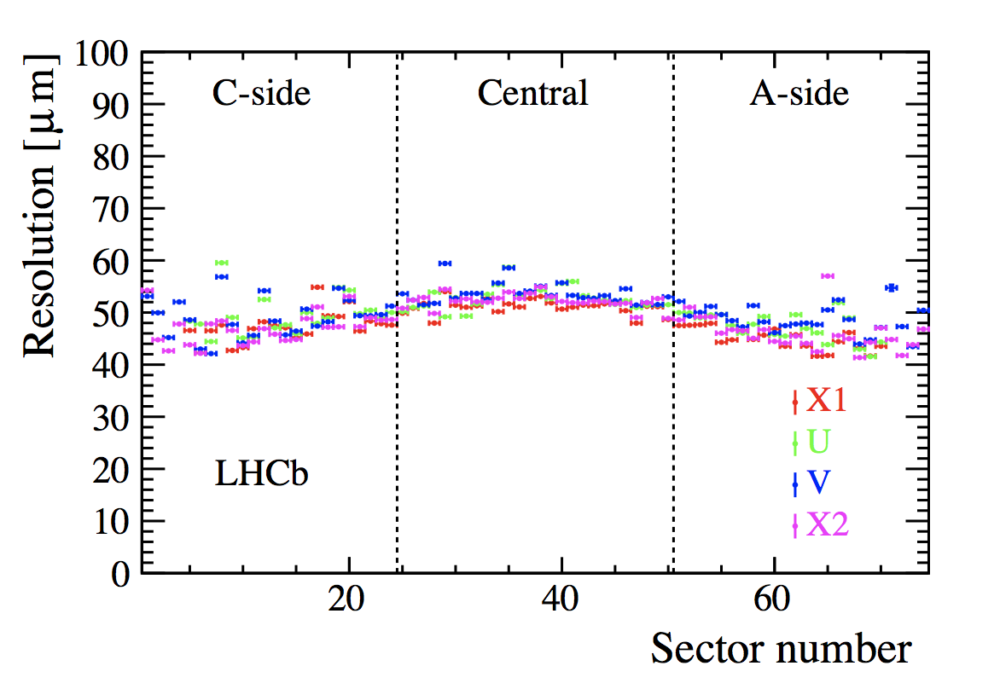 Resolution [μm]
100
90
80
70
60
50
40
30
20
10
0
C-side
Central
A-side
LHCb
X1
U
V
X2
20
40
60
Sector number